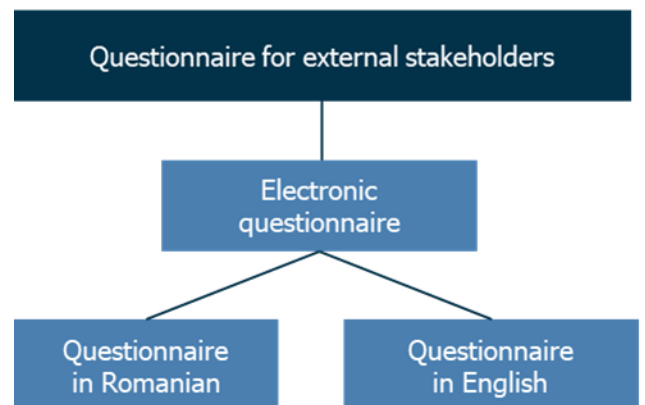 Questionnaire for external stakeholders
Electronic
questionnaire
Questionnaire
in Romanian
Questionnaire
in English